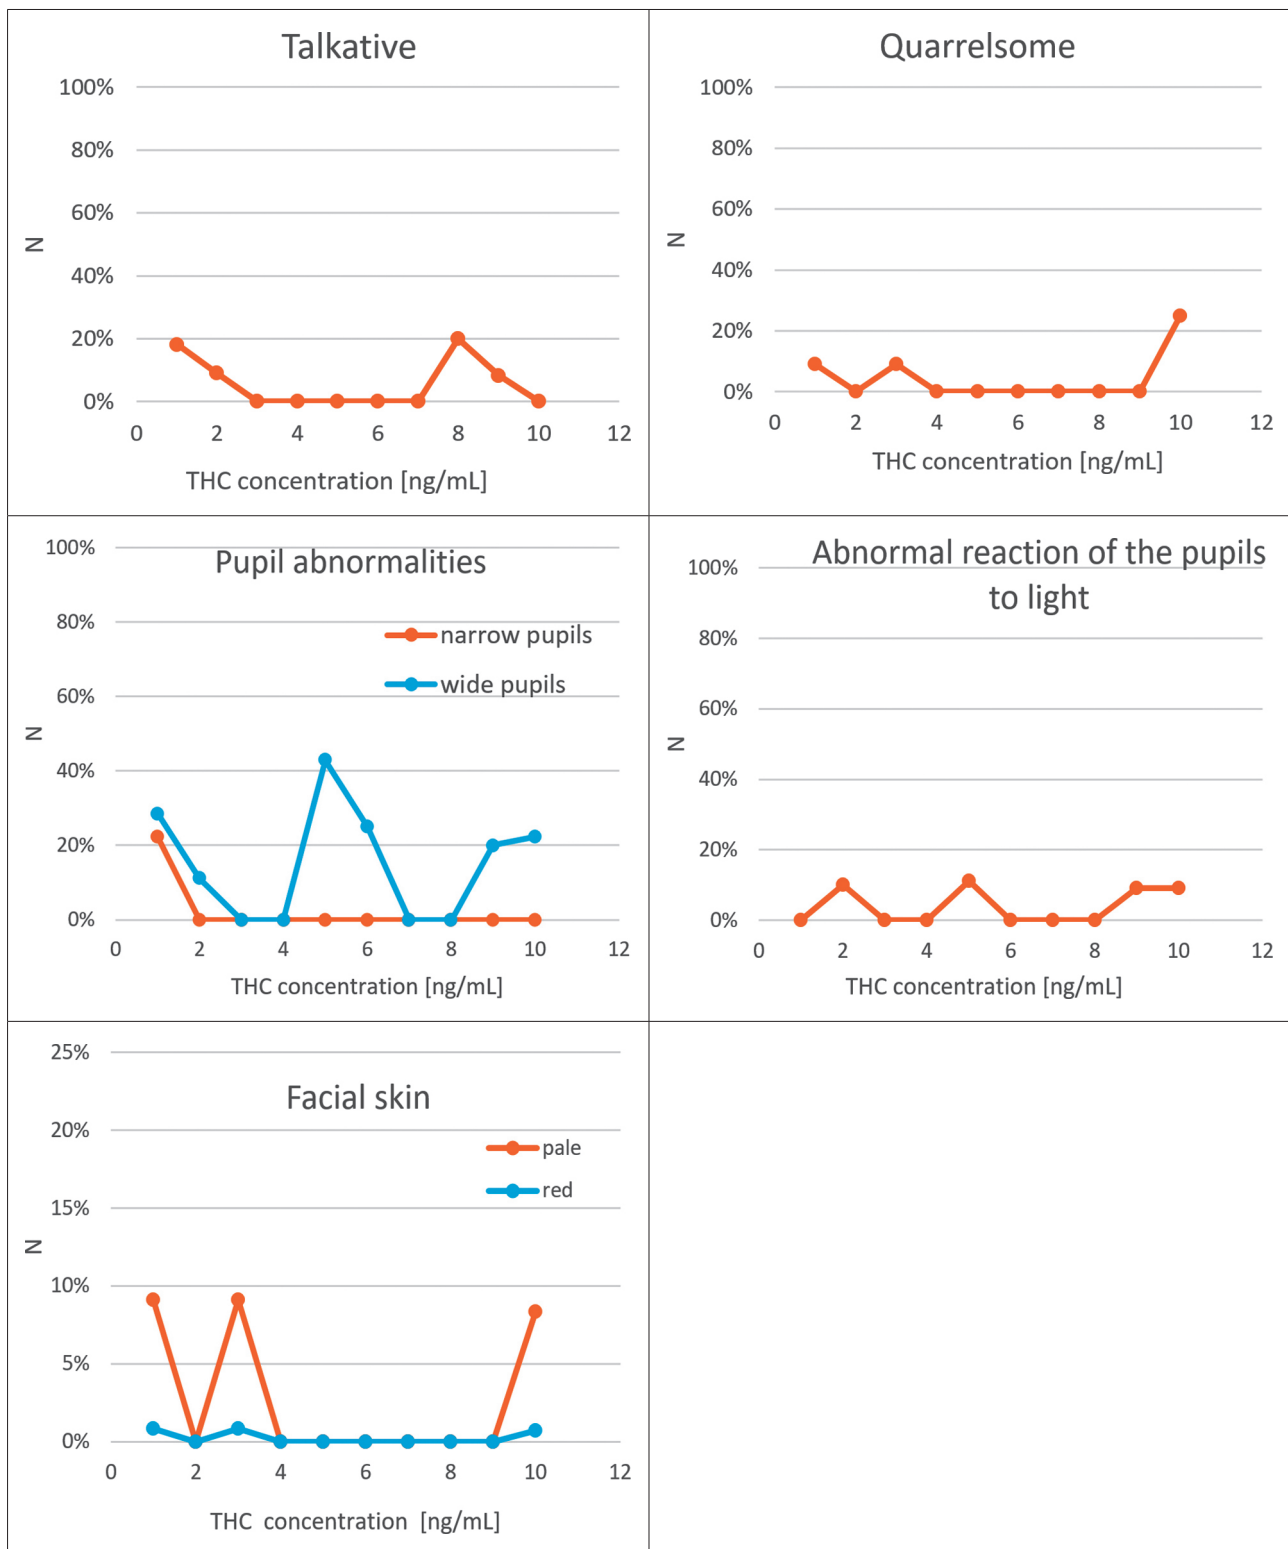 Talkative
100%
80%
60%
40%
20%
0%
N
0 2 4 6 8 10 12
THC concentration [ng/mL]
Quarrelsome
100%
80%
60%
40%
20%
0%
N
0 2 4 6 8 10 12
THC concentration [ng/mL]
Pupil abnormalities
100%
80%
60%
40%
20%
0%
N
narrow pupils
wide pupils
0 2 4 6 8 10 12
THC concentration [ng/mL]
Abnormal reaction of the pupils
to light
100%
80%
60%
40%
20%
0%
N
0 2 4 6 8 10 12
THC concentration [ng/mL]
Facial skin
25%
20%
15%
10%
5%
0%
N
pale
red
0 2 4 6 8 10 12
THC concentration [ng/mL]